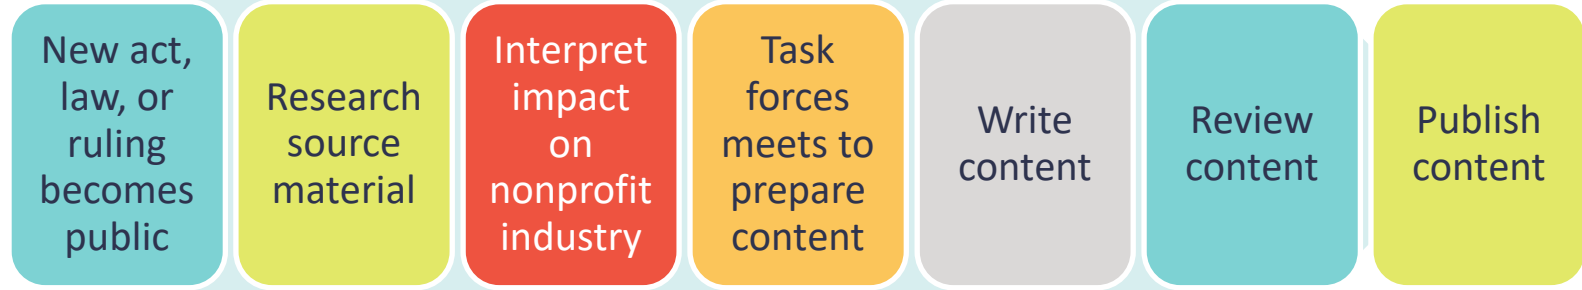 New act,
law, or
ruling
becomes
public
Research
source
material
Interpret
impact
on
nonprofit
industry
Task
forces
meets to
prepare
content
Write
content
Review
content
Publish
content